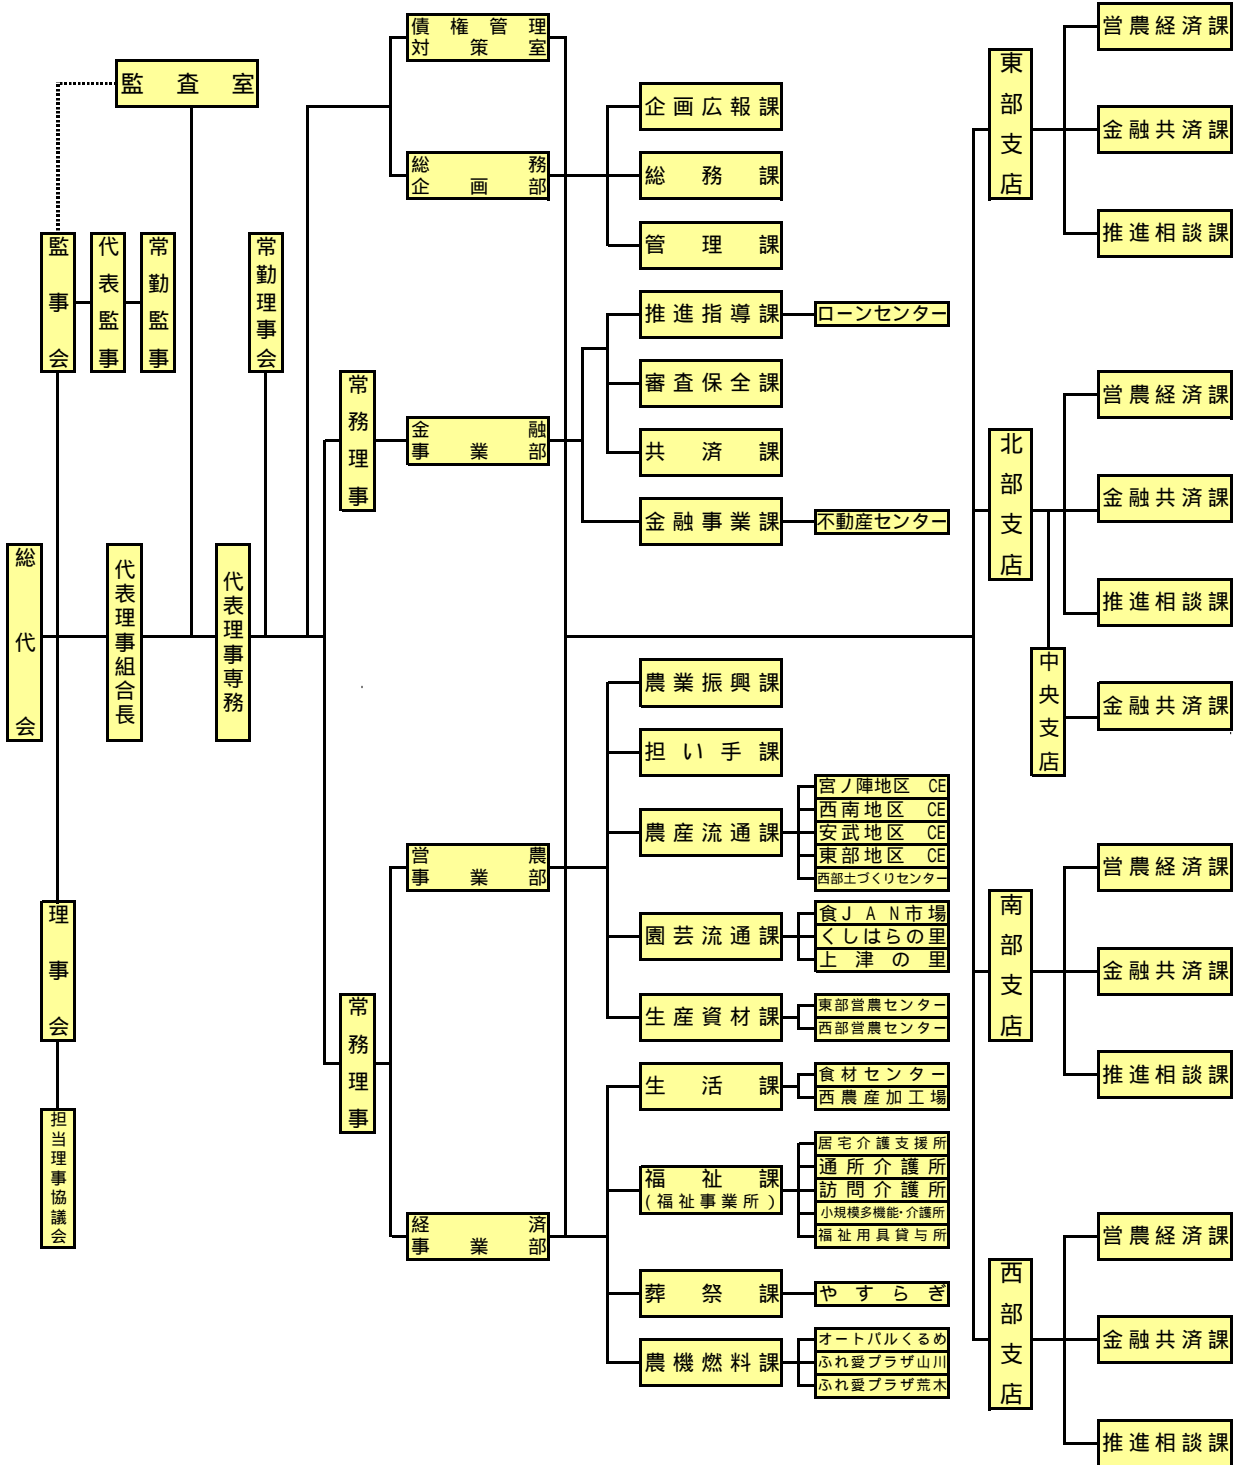 総代会
監査室
監事会
代表監事
常勤監事
常勤理事会
代表理事組合長
代表理事専務
理事会
担当理事協議会
常務理事
常務理事
債権管理
対策室
総務
企画部
金融
事業部
営農
事業部
経済
事業部
企画広報課
総務課
管理課
推進指導課
ローンセンター
審査保全課
共済課
金融事業課
不動産センター
農業振興課
担い手課
農産流通課
宮ノ陣地区 CE
西南地区 CE
安武地区 CE
東部地区 CE
西部土づくりセンター
園芸流通課
食JAN市場
くしはらの里
上津の里
生産資材課
東部営農センター
西部営農センター
生活課
食材センター
西農産加工場
福祉課
(福祉事業所)
居宅介護支援所
通所介護所
訪問介護所
小規模多機能・介護所
福祉用具貸与所
葬祭課
やすらぎ
農機燃料課
オートパルくるめ
ふれ愛プラザ山川
ふれ愛プラザ荒木
東部支店
営農経済課
金融共済課
推進相談課
北部支店
営農経済課
金融共済課
推進相談課
中央支店
金融共済課
南部支店
営農経済課
金融共済課
推進相談課
西部支店
営農経済課
金融共済課
推進相談課